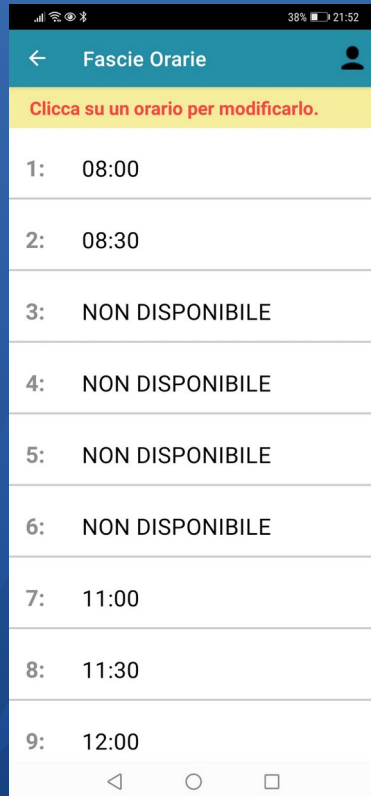 38% 21:52
Fascie Orarie
Clicca su un orario per modificarlo.
1: 08:00
2: 08:30
3: NON DISPONIBILE
4: NON DISPONIBILE
5: NON DISPONIBILE
6: NON DISPONIBILE
7: 11:00
8: 11:30
9: 12:00